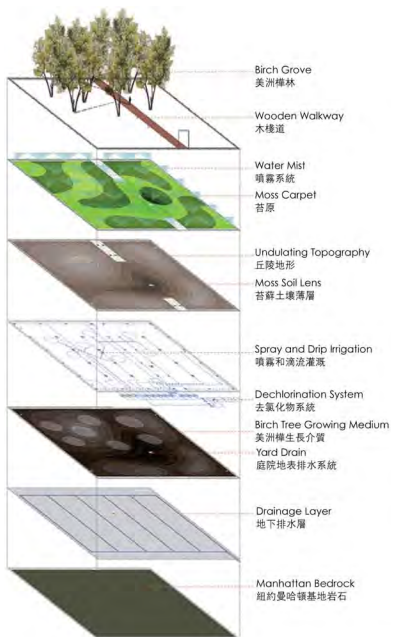 Birch Grove
美洲樺林
Wooden Walkway
木棧道
Water Mist
噴霧系統
Moss Carpet
苔原
Undulating Topography
丘陵地形
Moss Soil Lens
苔蘚土壤薄層
Spray and Drip Irrigation
噴霧和滴流灌溉
Dechlorination System
去氯化物系統
Birch Tree Growing Medium
美洲樺生長介質
Yard Drain
庭院地表排水系統
Drainage Layer
地下排水層
Manhattan Bedrock
紐約曼哈頓基地岩石